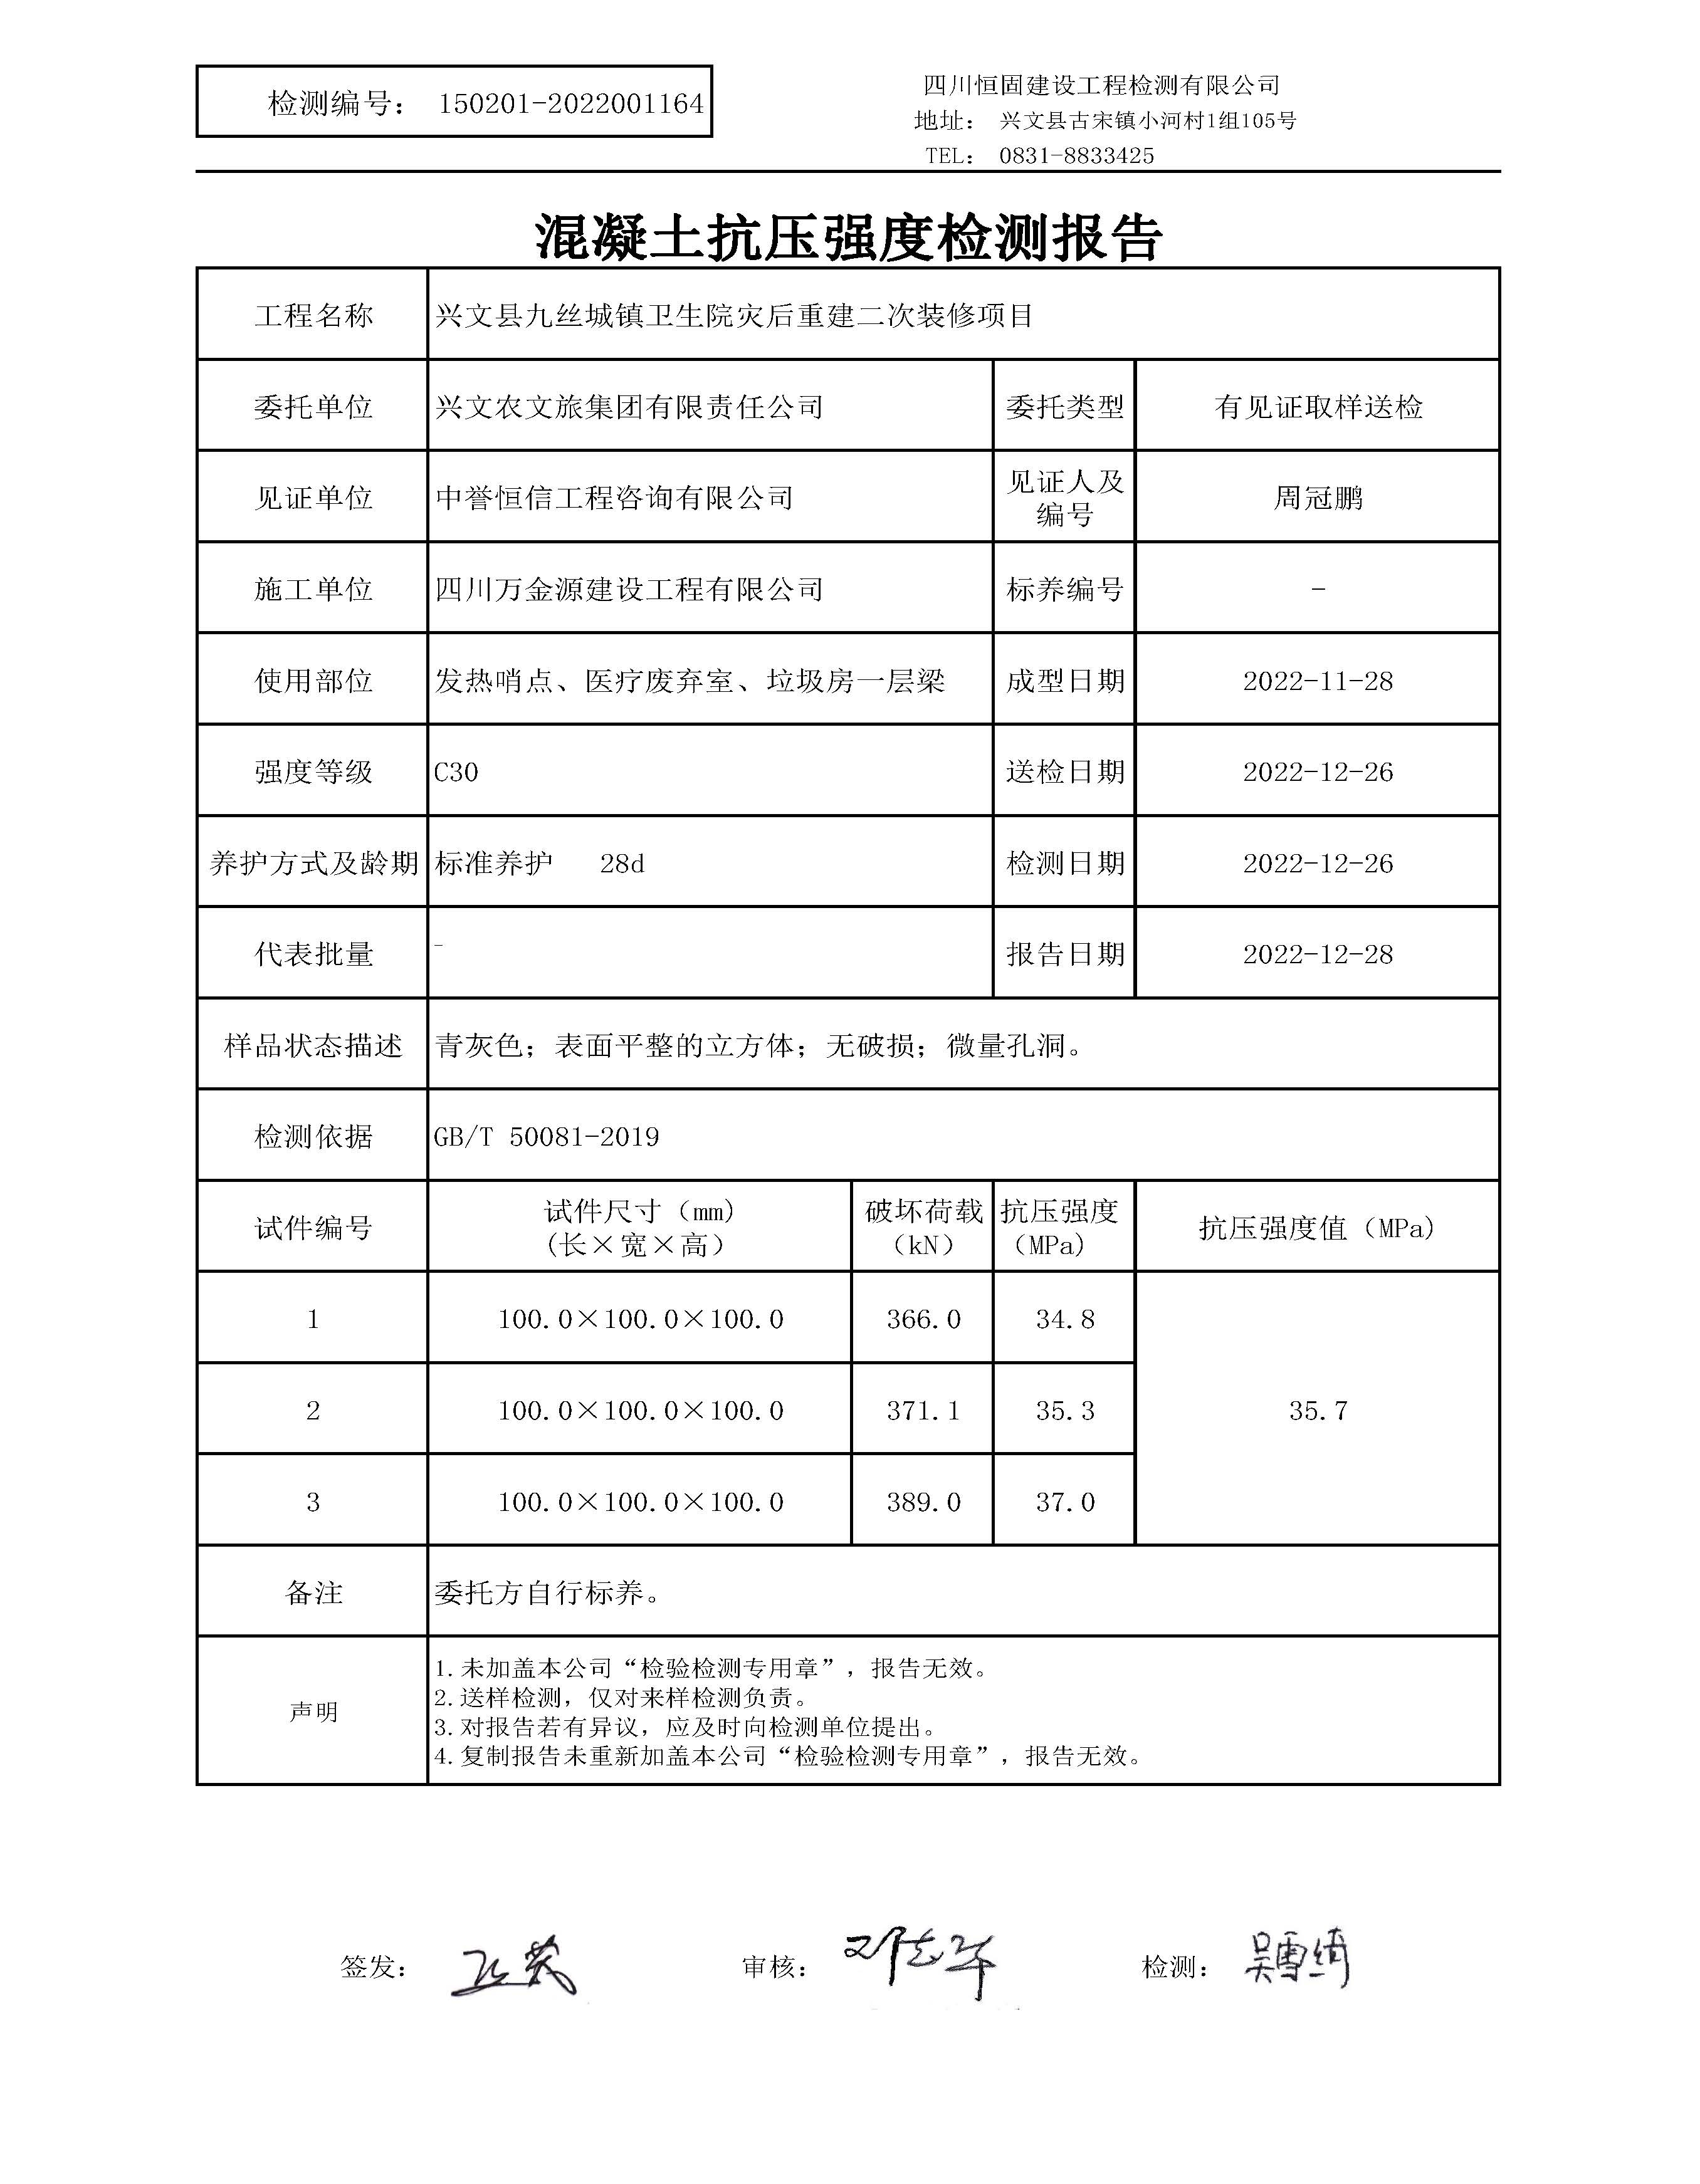 检测编号： 150201-2022001164
四川恒固建设工程检测有限公司
地址： 兴文县古宋镇小河村1组105号
TEL： 0831-8833425
混凝土抗压强度检测报告
工程名称 兴文县九丝城镇卫生院灾后重建二次装修项目
委托单位 兴文农文旅集团有限责任公司 委托类型 有见证取样送检
见证单位 中誉恒信工程咨询有限公司 见证人及编号 周冠鹏
施工单位 四川万金源建设工程有限公司 标养编号 -
使用部位 发热哨点、医疗废弃室、垃圾房一层梁 成型日期 2022-11-28
强度等级 C30 送检日期 2022-12-26
养护方式及龄期 标准养护 28d 检测日期 2022-12-26
代表批量 - 报告日期 2022-12-28
样品状态描述 青灰色；表面平整的立方体；无破损；微量孔洞。
检测依据 GB/T 50081-2019
试件编号 试件尺寸（mm）(长×宽×高） 破坏荷载（kN） 抗压强度（MPa） 抗压强度值（MPa）
1 100.0×100.0×100.0 366.0 34.8
2 100.0×100.0×100.0 371.1 35.3 35.7
3 100.0×100.0×100.0 389.0 37.0
备注 委托方自行标养。
声明
1.未加盖本公司“检验检测专用章”，报告无效。
2.送样检测，仅对来样检测负责。
3.对报告若有异议，应及时向检测单位提出。
4.复制报告未重新加盖本公司“检验检测专用章”，报告无效。
签发： 审核： 邓志军 检测： 吴雪绮